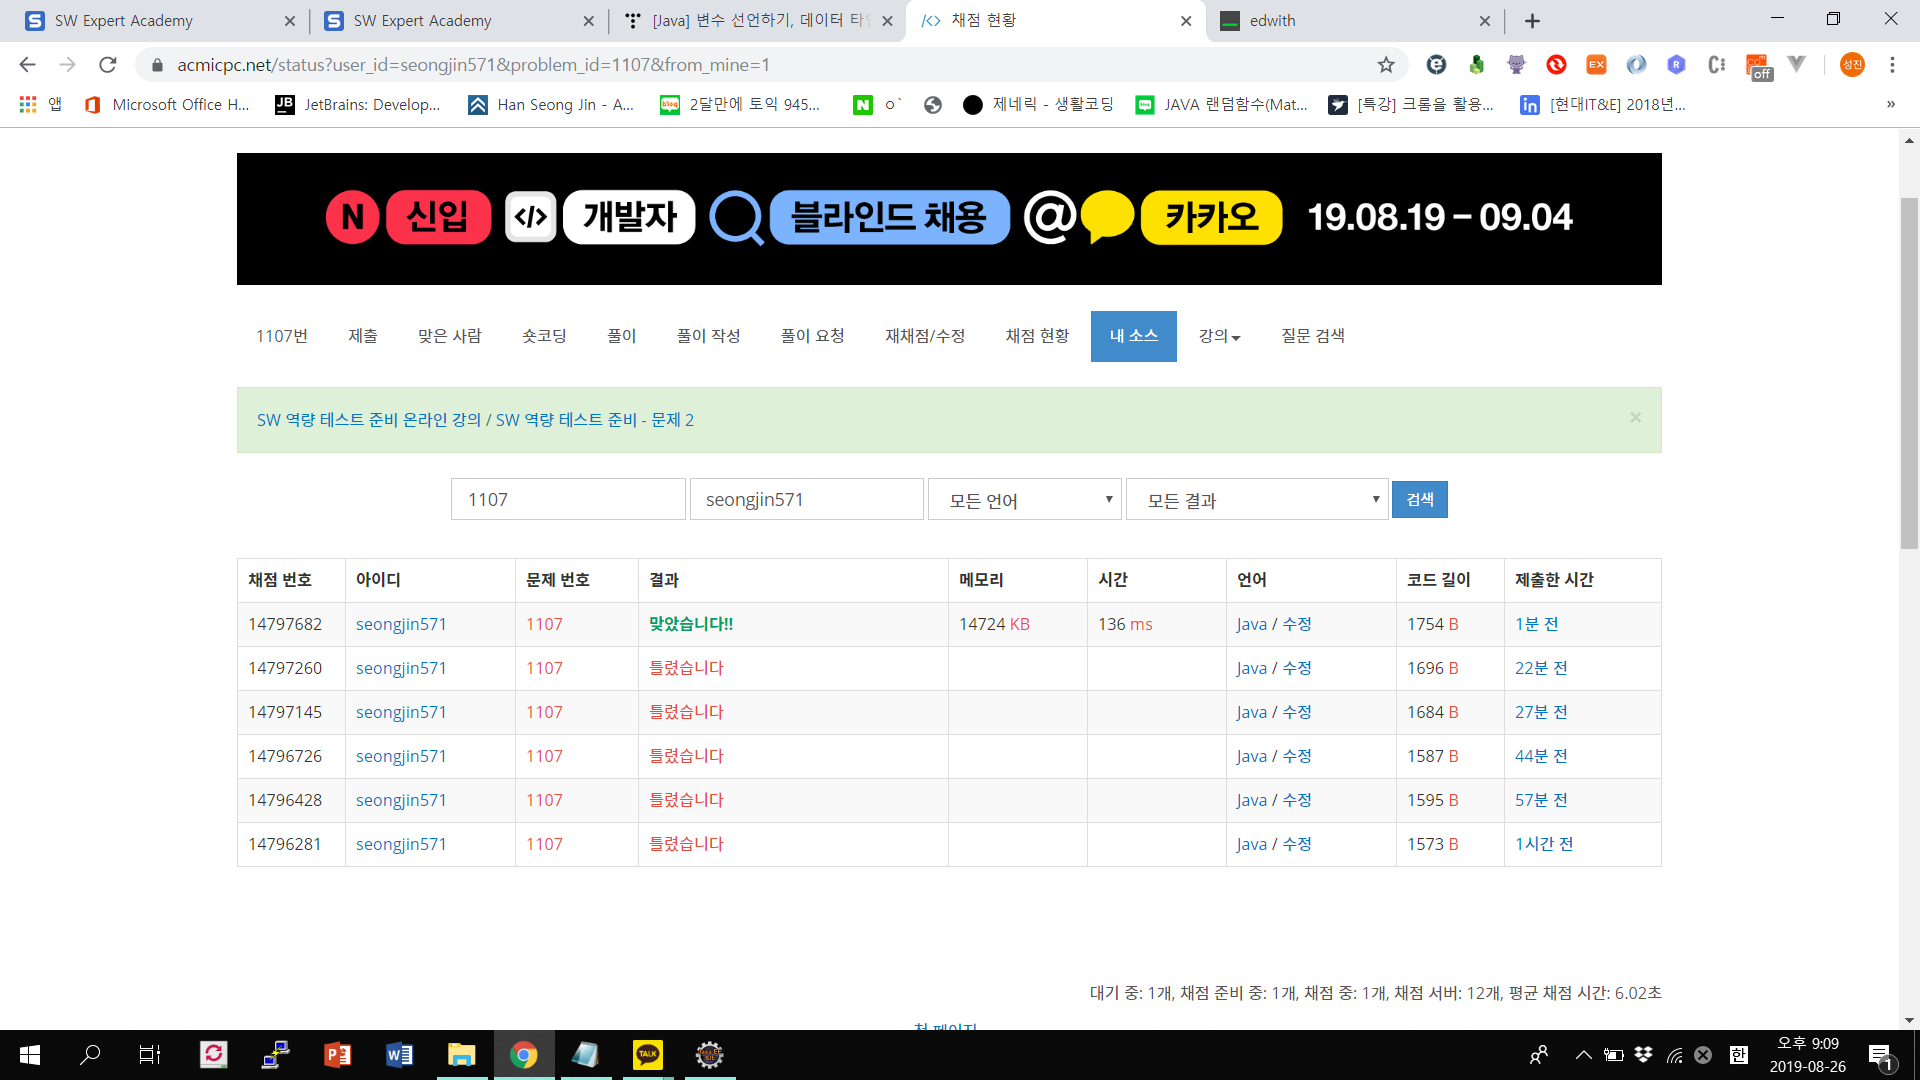 SW Expert Academy
SW Expert Academy
[Java] 변수 선언하기, 데이터 타
채점 현황
edwith
acmicpc.net/status?user_id=seongjin571&problem_id=1107&from_mine=1
EX
R
off
성진
앱
Microsoft Office H...
JetBrains: Develop...
Han Seong Jin - A...
2달만에 토익 945...
ㅇ`
제네릭 - 생활코딩
JAVA 랜덤함수(Mat...
[특강] 크롬을 활용...
[현대IT&E] 2018년...
»
N 신입 </> 개발자 블라인드 채용 @ 카카오 19.08.19 – 09.04
1107번 제출 맞은 사람 숏코딩 풀이 풀이 작성 풀이 요청 재채점/수정 채점 현황 내 소스 강의 질문 검색
SW 역량 테스트 준비 온라인 강의 / SW 역량 테스트 준비 - 문제 2 ×
1107 seongjin571 모든 언어 모든 결과 검색
채점 번호 아이디 문제 번호 결과 메모리 시간 언어 코드 길이 제출한 시간
14797682 seongjin571 1107 맞았습니다!! 14724 KB 136 ms Java / 수정 1754 B 1분 전
14797260 seongjin571 1107 틀렸습니다 Java / 수정 1696 B 22분 전
14797145 seongjin571 1107 틀렸습니다 Java / 수정 1684 B 27분 전
14796726 seongjin571 1107 틀렸습니다 Java / 수정 1587 B 44분 전
14796428 seongjin571 1107 틀렸습니다 Java / 수정 1595 B 57분 전
14796281 seongjin571 1107 틀렸습니다 Java / 수정 1573 B 1시간 전
대기 중: 1개, 채점 준비 중: 1개, 채점 중: 1개, 채점 서버: 12개, 평균 채점 시간: 6.02초
첫 페이지
TALK
한
오후 9:09
2019-08-26
1